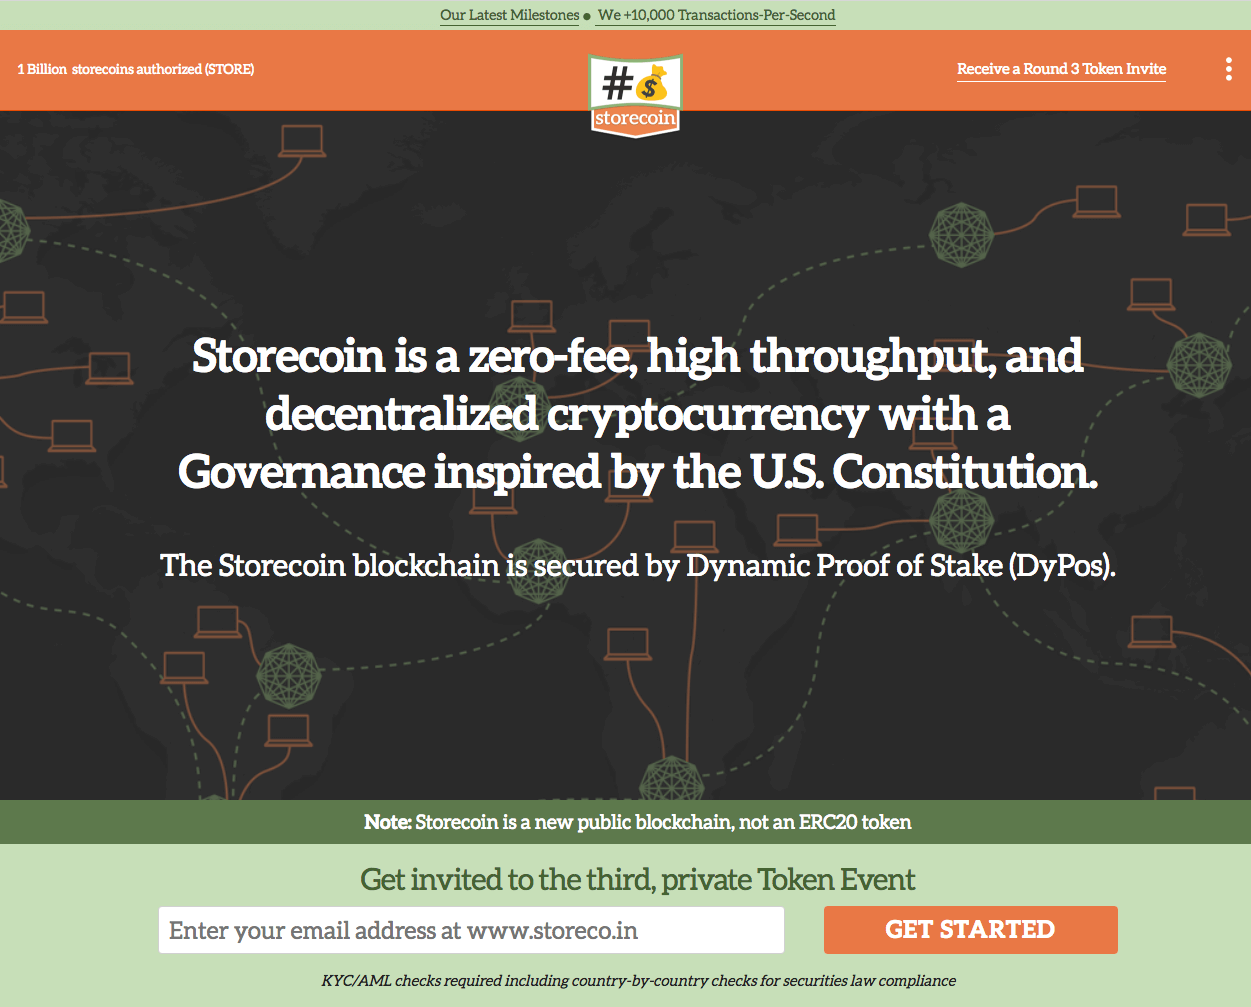 Our Latest Milestones ● We +10,000 Transactions-Per-Second
1 Billion storecoins authorized (STORE)
#
$
storecoin
Receive a Round 3 Token Invite
Storecoin is a zero-fee, high throughput, and
decentralized cryptocurrency with a
Governance inspired by the U.S. Constitution.
The Storecoin blockchain is secured by Dynamic Proof of Stake (DyPos).
Note: Storecoin is a new public blockchain, not an ERC20 token
Get invited to the third, private Token Event
Enter your email address at www.storeco.in
GET STARTED
KYC/AML checks required including country-by-country checks for securities law compliance